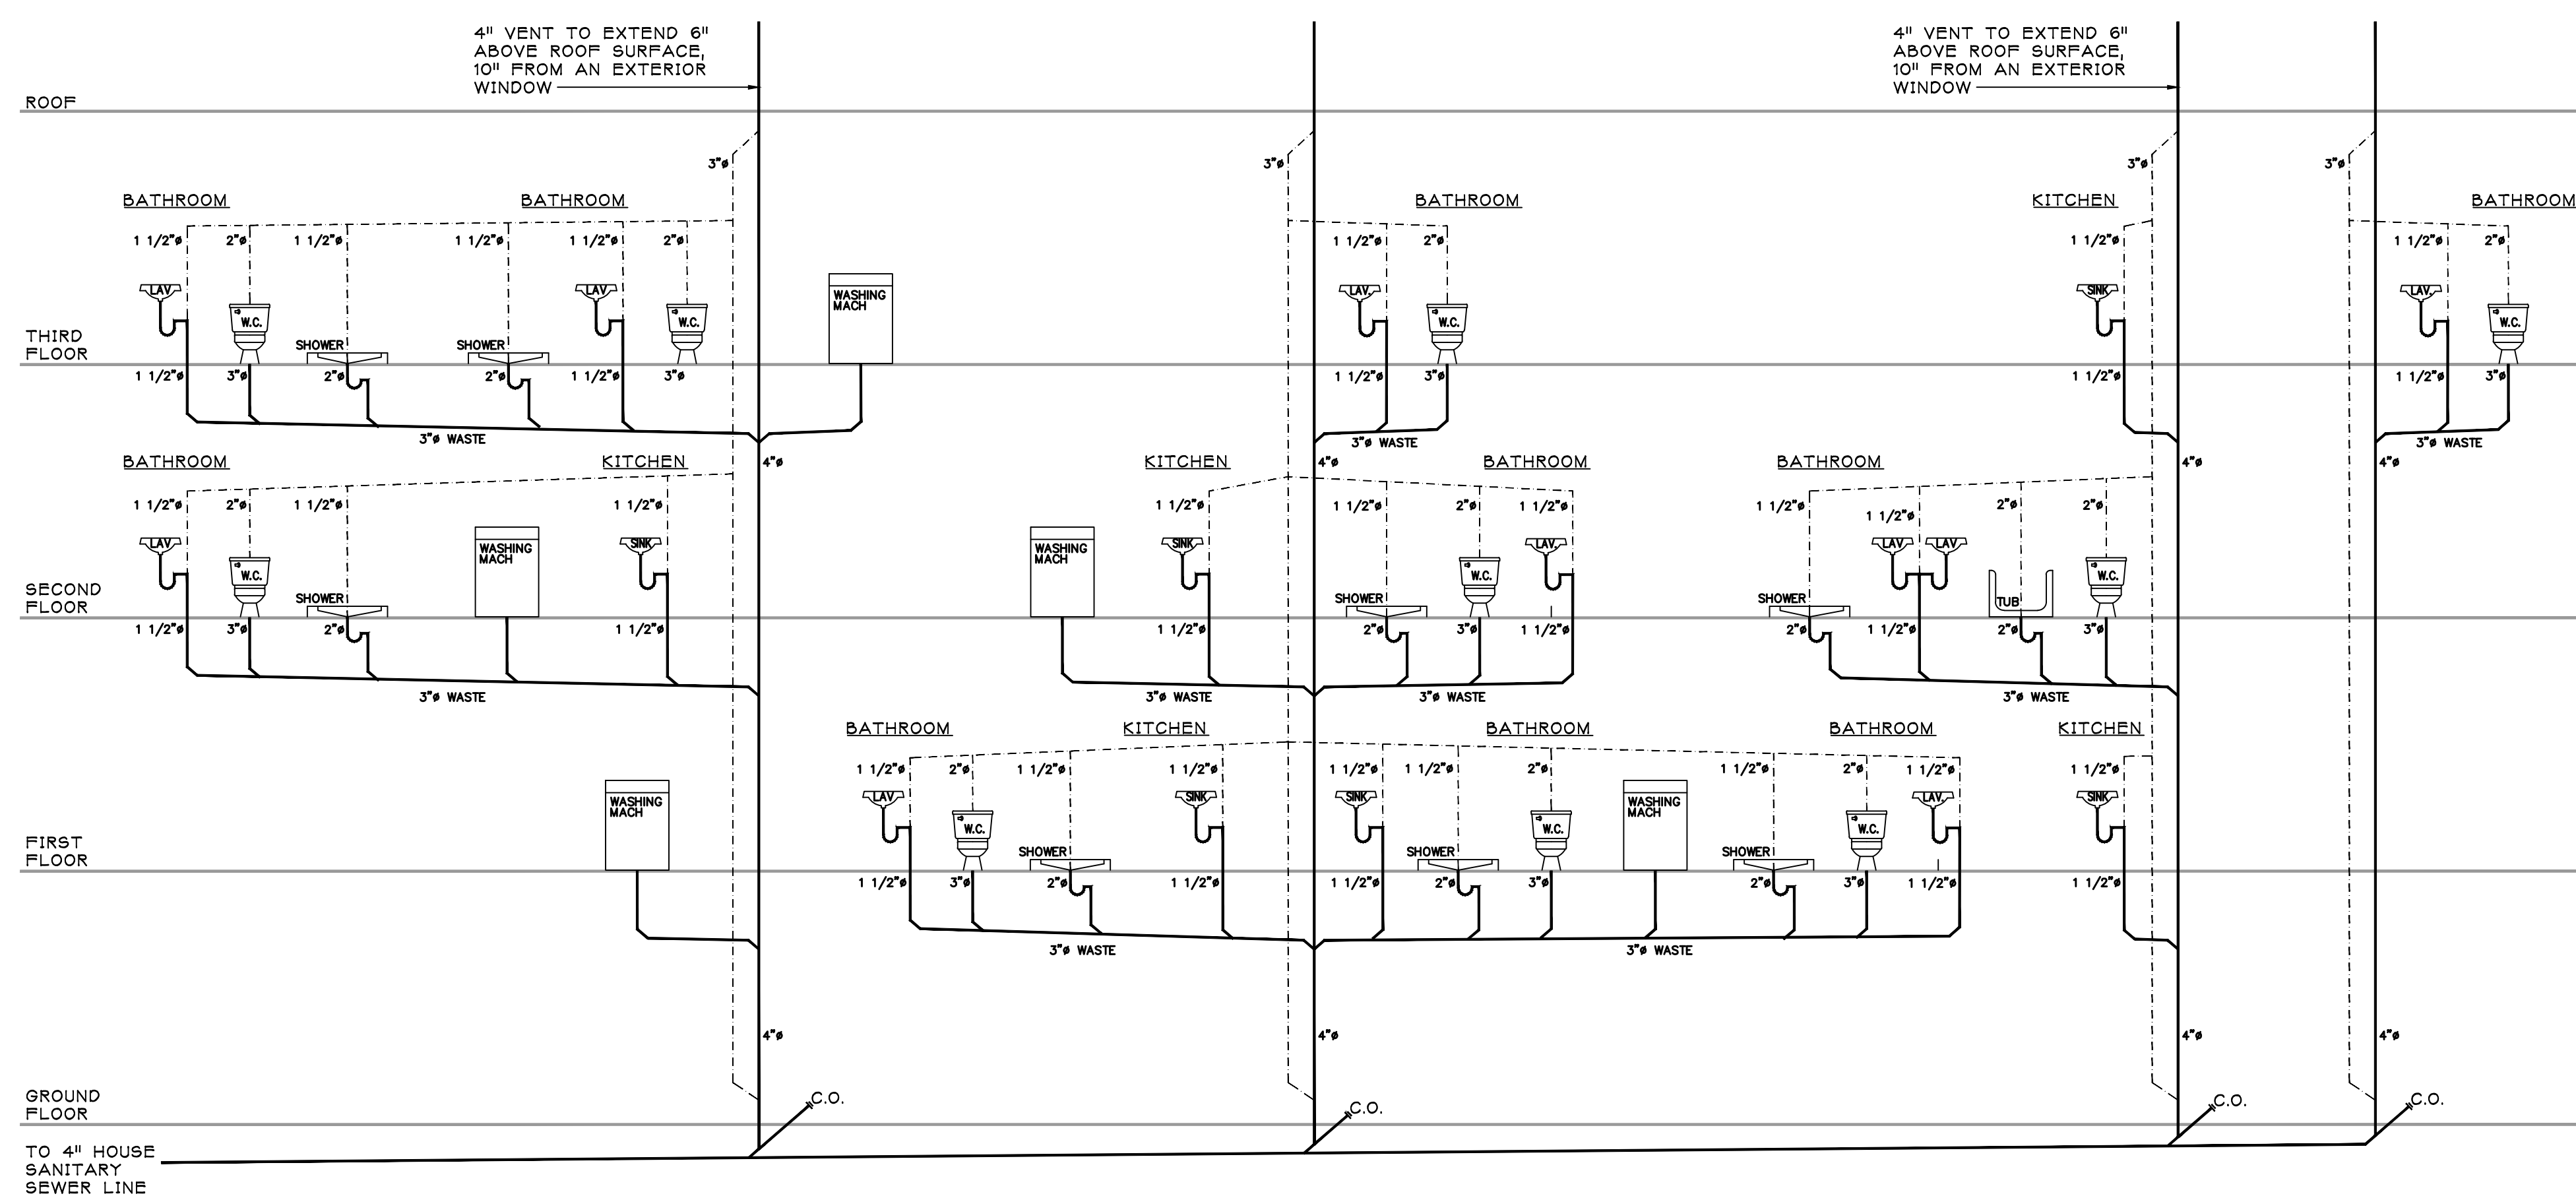 4" VENT TO EXTEND 6"
ABOVE ROOF SURFACE,
10" FROM AN EXTERIOR
WINDOW
4" VENT TO EXTEND 6"
ABOVE ROOF SURFACE,
10" FROM AN EXTERIOR
WINDOW
ROOF
3"ø 3"ø 3"ø 3"ø
BATHROOM BATHROOM BATHROOM KITCHEN BATHROOM
1 1/2"ø 2"ø 1 1/2"ø 1 1/2"ø 1 1/2"ø 2"ø 1 1/2"ø 2"ø 1 1/2"ø 1 1/2"ø 2"ø
LAV LAV LAV. SINK LAV.
WASHING
MACH
W.C. W.C. W.C. W.C.
THIRD
FLOOR
SHOWER SHOWER
1 1/2"ø 3"ø 2"ø 2"ø 1 1/2"ø 3"ø 1 1/2"ø 3"ø 1 1/2"ø 1 1/2"ø 3"ø
3"ø WASTE 3"ø WASTE 3"ø WASTE
BATHROOM KITCHEN 4"ø KITCHEN 4"ø BATHROOM BATHROOM 4"ø 4"ø
1 1/2"ø 2"ø 1 1/2"ø 1 1/2"ø 1 1/2"ø 1 1/2"ø 2"ø 1 1/2"ø 1 1/2"ø 1 1/2"ø 2"ø 2"ø
LAV SINK SINK LAV. LAV LAV
WASHING
MACH
WASHING
MACH
W.C. W.C. W.C.
SECOND
FLOOR
SHOWER SHOWER SHOWER TUB
1 1/2"ø 3"ø 2"ø 1 1/2"ø 1 1/2"ø 2"ø 3"ø 1 1/2"ø 2"ø 1 1/2"ø 2"ø 3"ø
3"ø WASTE 3"ø WASTE 3"ø WASTE 3"ø WASTE
BATHROOM KITCHEN BATHROOM BATHROOM KITCHEN
1 1/2"ø 2"ø 1 1/2"ø 1 1/2"ø 1 1/2"ø 1 1/2"ø 2"ø 1 1/2"ø 2"ø 1 1/2"ø 1 1/2"ø
LAV SINK SINK LAV. SINK
WASHING
MACH
WASHING
MACH
W.C. W.C. W.C.
FIRST
FLOOR
SHOWER SHOWER SHOWER
1 1/2"ø 3"ø 2"ø 1 1/2"ø 1 1/2"ø 2"ø 3"ø 2"ø 3"ø 1 1/2"ø 1 1/2"ø
3"ø WASTE 3"ø WASTE
4"ø 4"ø 4"ø 4"ø
GROUND
FLOOR
C.O. C.O. C.O. C.O.
TO 4" HOUSE
SANITARY
SEWER LINE